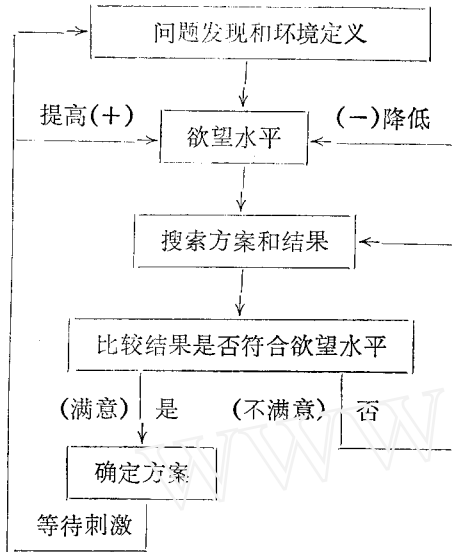 问题发现和环境定义
提高(+)
欲望水平
(一)降低
搜索方案和结果
比较结果是否符合欲望水平
(满意)
是
(不满意)
否
确定方案
等待刺激
WWW